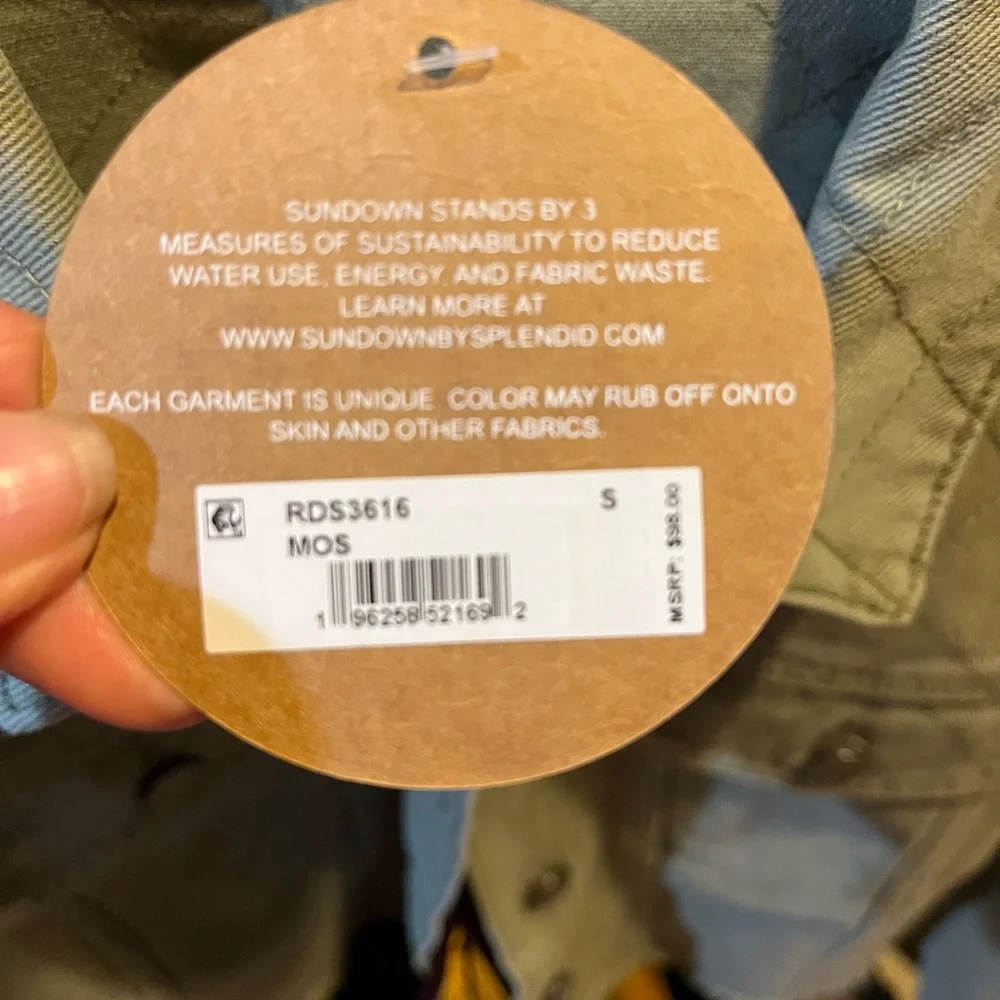 SUNDOWN STANDS BY 3
MEASURES OF SUSTAINABILITY TO REDUCE
WATER USE, ENERGY, AND FABRIC WASTE.
LEARN MORE AT
WWW.SUNDOWNBYSPLENDID.COM
EACH GARMENT IS UNIQUE. COLOR MAY RUB OFF ONTO
SKIN AND OTHER FABRICS.
RDS3616 S
MOS
1 96258 52169 2
MSRP: $98.00